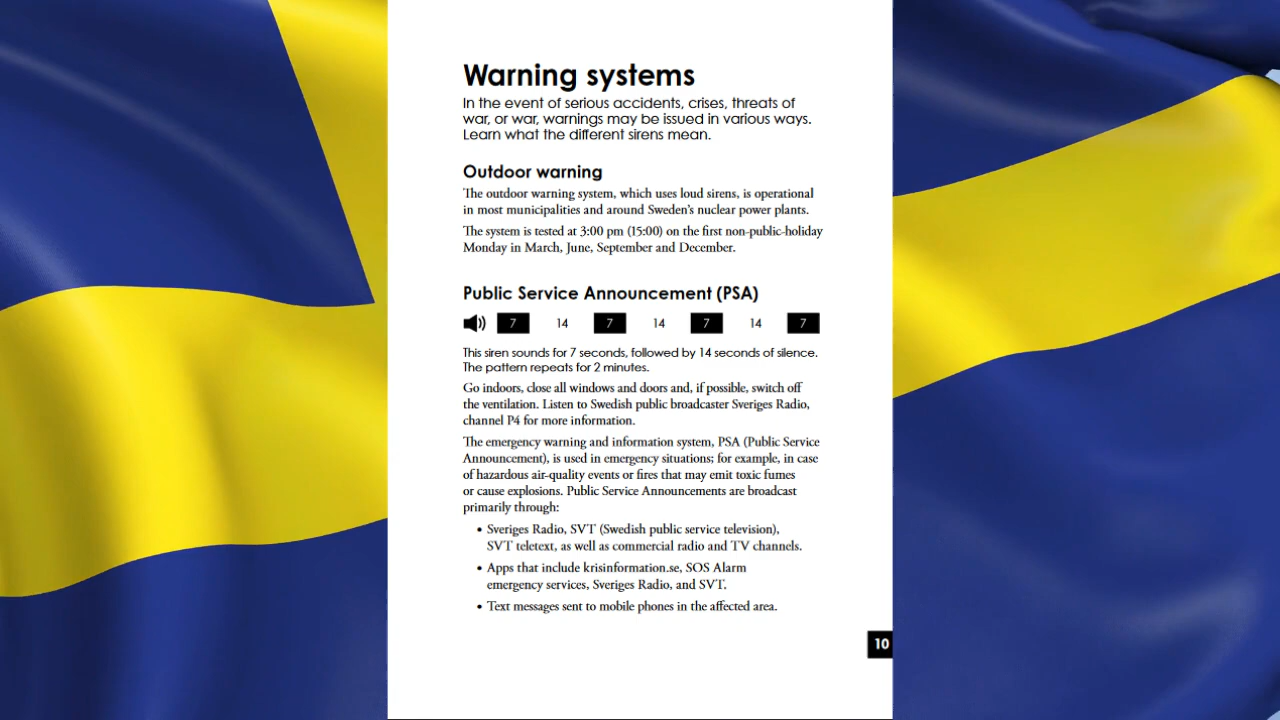 Warning systems
In the event of serious accidents, crises, threats of
war, or war, warnings may be issued in various ways.
Learn what the different sirens mean.
Outdoor warning
The outdoor warning system, which uses loud sirens, is operational
in most municipalities and around Sweden's nuclear power plants.
The system is tested at 3:00 pm (15:00) on the first non-public-holiday
Monday in March, June, September and December.
Public Service Announcement (PSA)
7 14 7 14 7 14 7
This siren sounds for 7 seconds, followed by 14 seconds of silence.
The pattern repeats for 2 minutes.
Go indoors, close all windows and doors and, if possible, switch off
the ventilation. Listen to Swedish public broadcaster Sveriges Radio,
channel P4 for more information.
The emergency warning and information system, PSA (Public Service
Announcement), is used in emergency situations; for example, in case
of hazardous air-quality events or fires that may emit toxic fumes
or cause explosions. Public Service Announcements are broadcast
primarily through:
• Sveriges Radio, SVT (Swedish public service television),
SVT teletext, as well as commercial radio and TV channels.
• Apps that include krisinformation.se, SOS Alarm
emergency services, Sveriges Radio, and SVT.
• Text messages sent to mobile phones in the affected area.
10